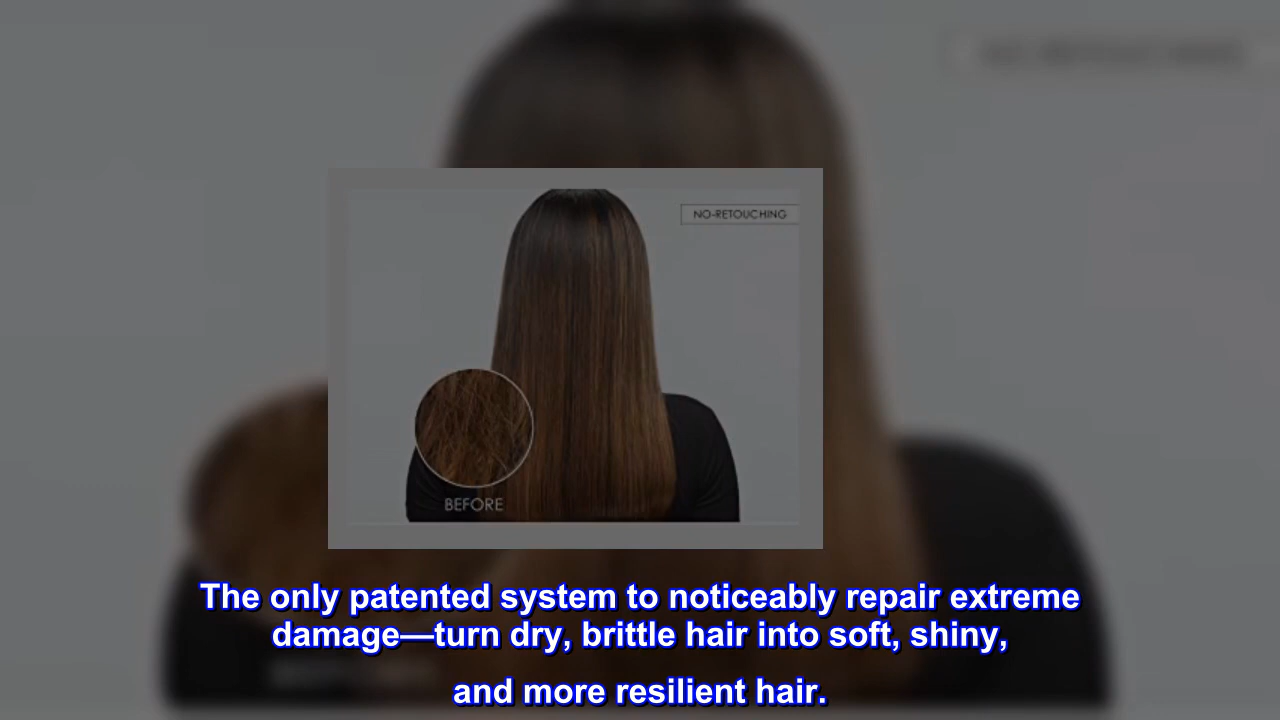 NO-RETOUCHING
BEFORE
The only patented system to noticeably repair extreme
damage—turn dry, brittle hair into soft, shiny,
and more resilient hair.